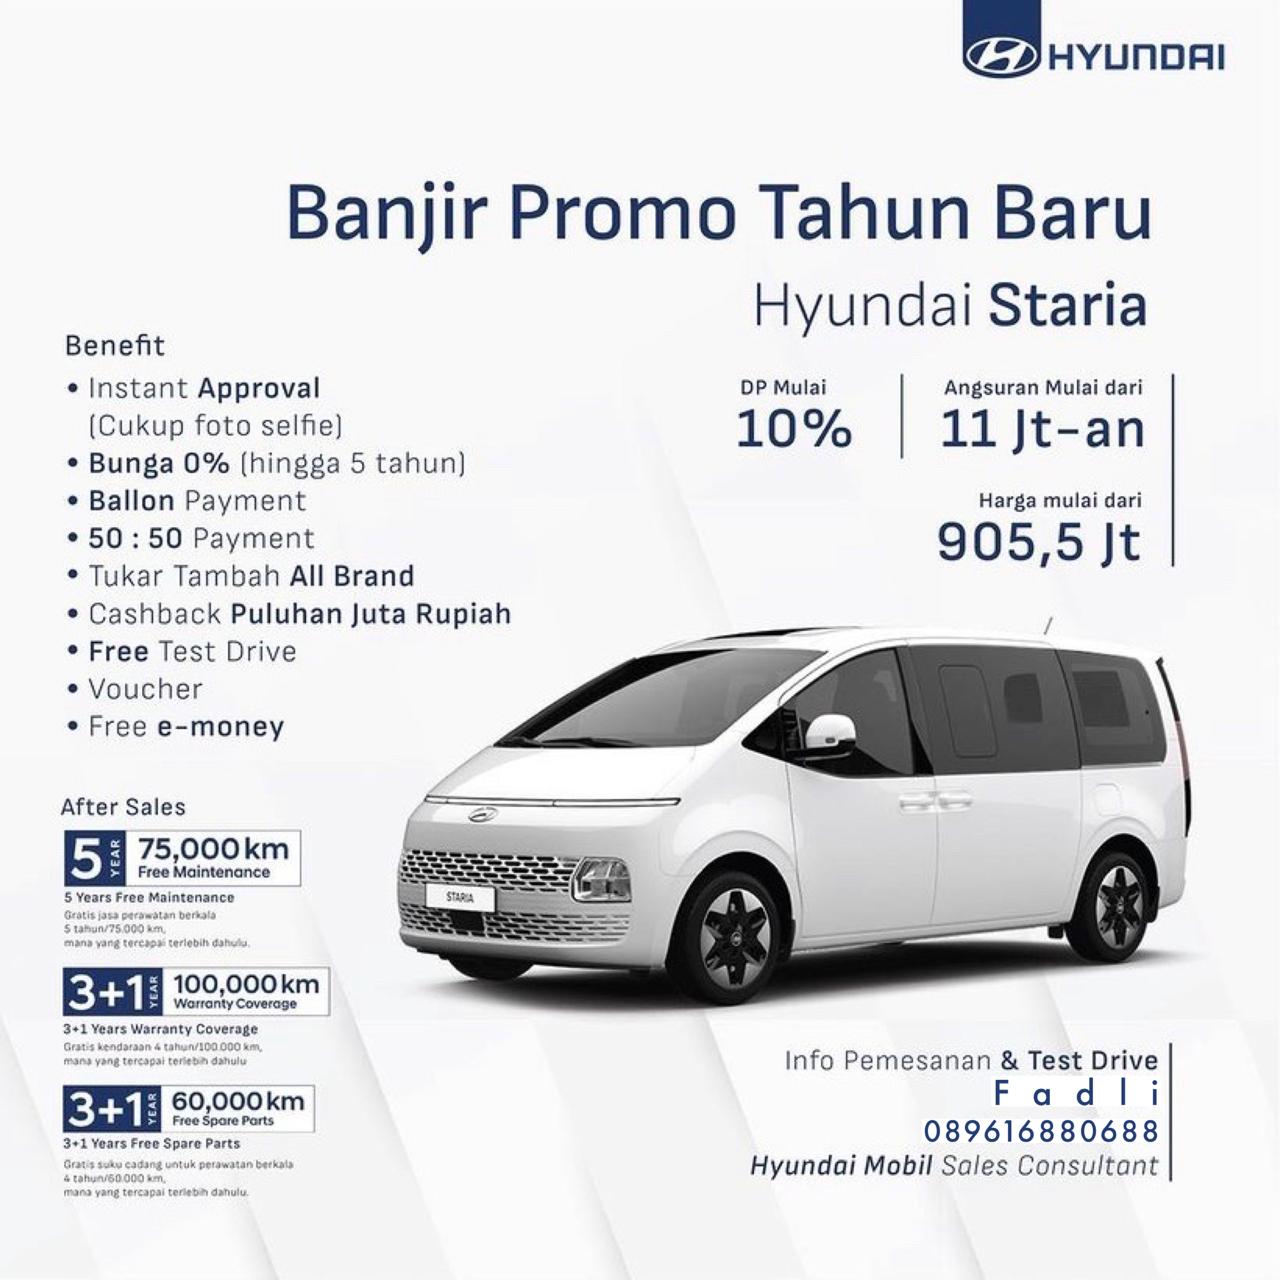 HYUNDAI
Banjir Promo Tahun Baru
Hyundai Staria
DP Mulai
10%
Angsuran Mulai dari
11 Jt-an
Harga mulai dari
905,5 Jt
Benefit
• Instant Approval
(Cukup foto selfie)
• Bunga 0% (hingga 5 tahun)
• Ballon Payment
• 50 : 50 Payment
• Tukar Tambah All Brand
• Cashback Puluhan Juta Rupiah
• Free Test Drive
• Voucher
• Free e-money
STARIA
After Sales
5 YEAR 75,000 km
Free Maintenance
5 Years Free Maintenance
Gratis jasa perawatan berkala
5 tahun/75.000 km,
mana yang tercapai terlebih dahulu.
3+1 YEAR 100,000 km
Warranty Coverage
3+1 Years Warranty Coverage
Gratis kendaraan 4 tahun/100.000 km,
mana yang tercapai terlebih dahulu
3+1 YEAR 60,000 km
Free Spare Parts
3+1 Years Free Spare Parts
Gratis suku cadang untuk perawatan berkala
4 tahun/60.000 km,
mana yang tercapai terlebih dahulu.
Info Pemesanan & Test Drive
Fadli
089616880688
Hyundai Mobil Sales Consultant